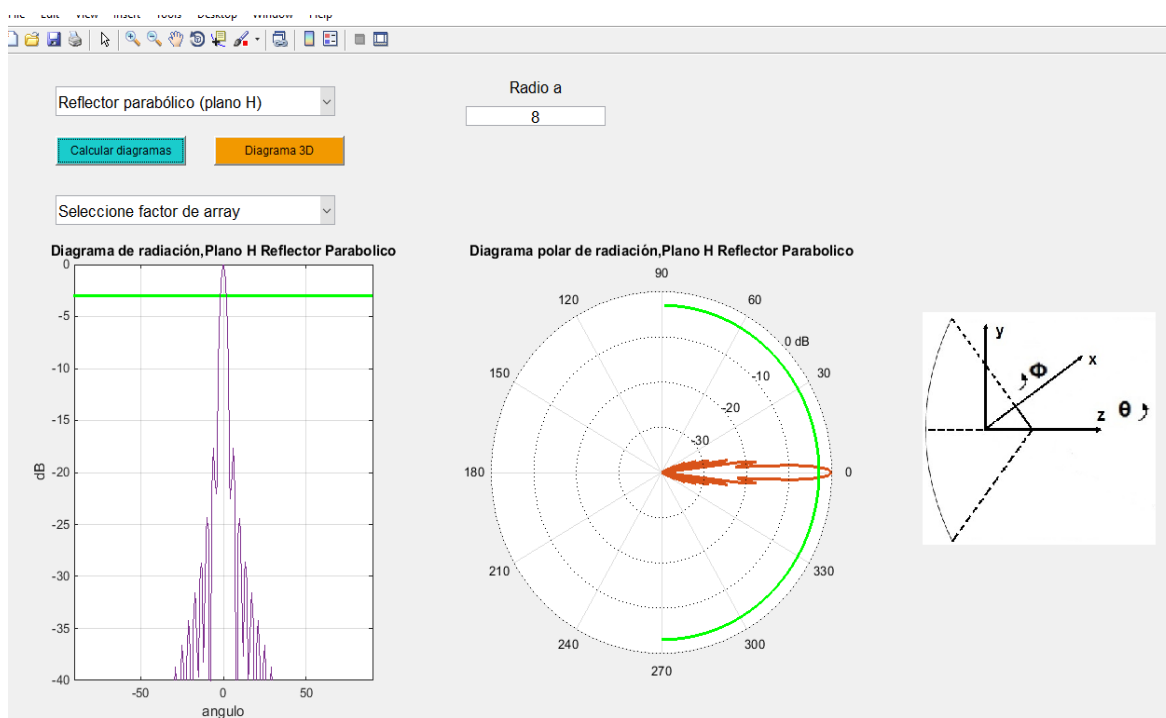 File Edit View Insert Tools Desktop Window Help
Radio a
Reflector parabólico (plano H)
8
Calcular diagramas
Diagrama 3D
Seleccione factor de array
Diagrama de radiación,Plano H Reflector Parabolico
0
-5
-10
-15
-20
-25
-30
-35
-40
dB
-50
0
50
angulo
Diagrama polar de radiación,Plano H Reflector Parabolico
90
120
60
0 dB
150
-10
30
-20
-30
180
0
210
330
240
300
270
y
Φ
x
z
θ